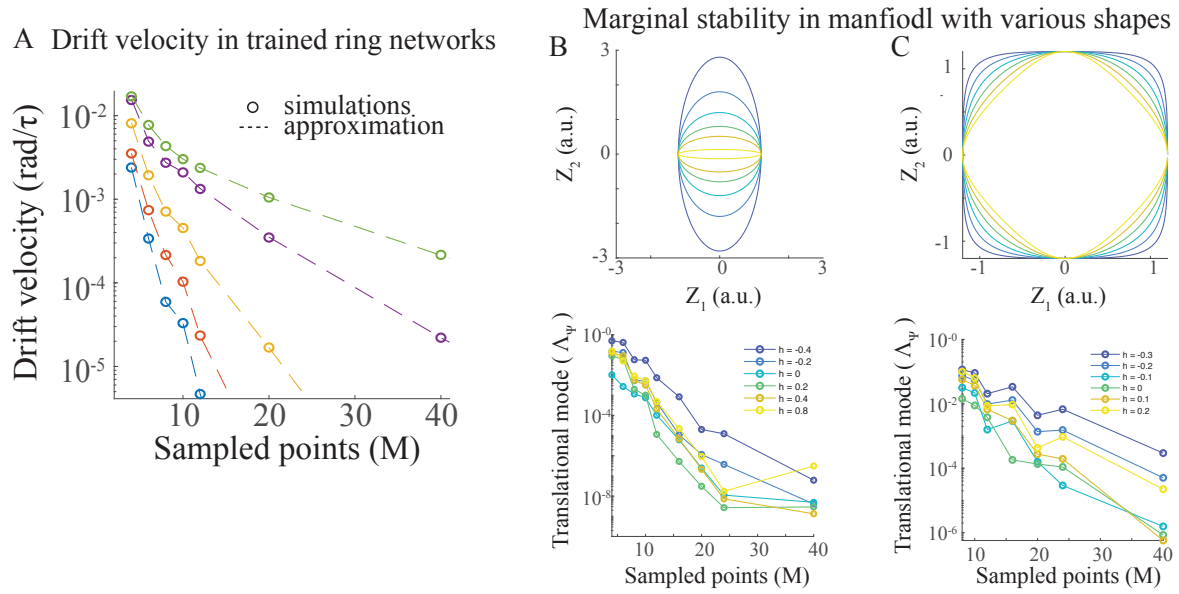 Marginal stability in manfiodl with various shapes
A Drift velocity in trained ring networks
simulations
approximation
Drift velocity (rad/τ)
10⁻²
10⁻³
10⁻⁴
10⁻⁵
10
20
30
40
Sampled points (M)
B
Z₂ (a.u.)
3
0
-3
-3
0
3
Z₁ (a.u.)
C
Z₂ (a.u.)
1
0
-1
-1
0
1
Z₁ (a.u.)
Translational mode (Λ_Ψ)
10⁻⁰
10⁻⁴
10⁻⁸
h = -0.4
h = -0.2
h = 0
h = 0.2
h = 0.4
h = 0.8
10
20
30
40
Sampled points (M)
Translational mode (Λ_Ψ)
10⁻⁰
10⁻²
10⁻⁴
10⁻⁶
h = -0.3
h = -0.2
h = -0.1
h = 0
h = 0.1
h = 0.2
10
20
30
40
Sampled points (M)